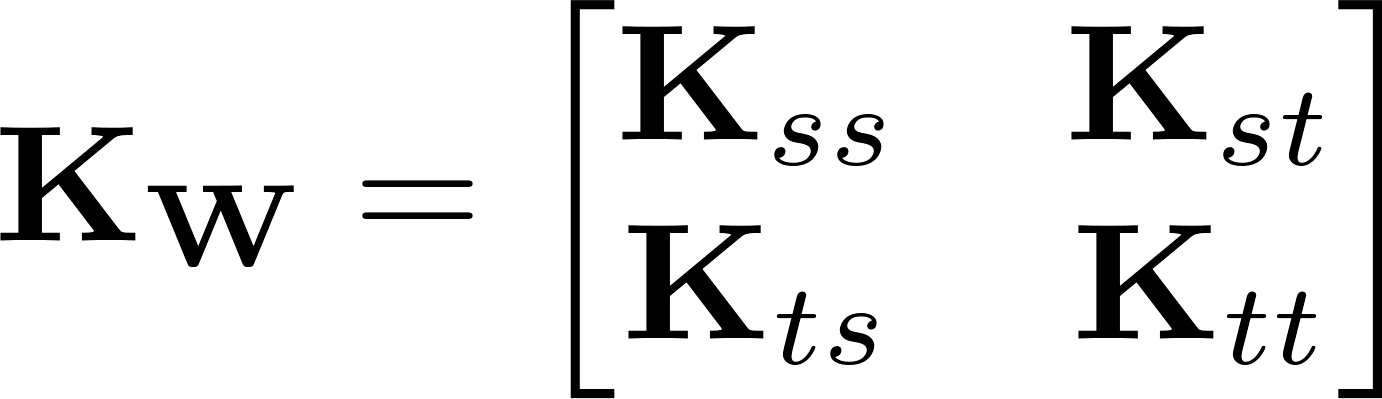 K_w = [K_ss K_st
K_ts K_tt]